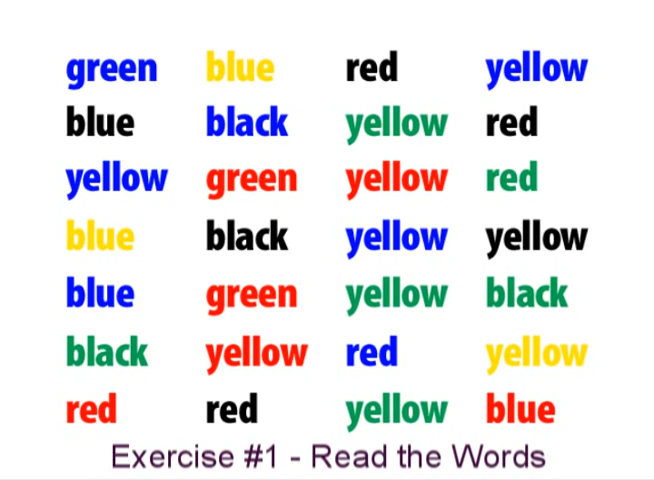 green blue red yellow
blue black yellow red
yellow green yellow red
blue black yellow yellow
blue green yellow black
black yellow red yellow
red red yellow blue
Exercise #1 - Read the Words